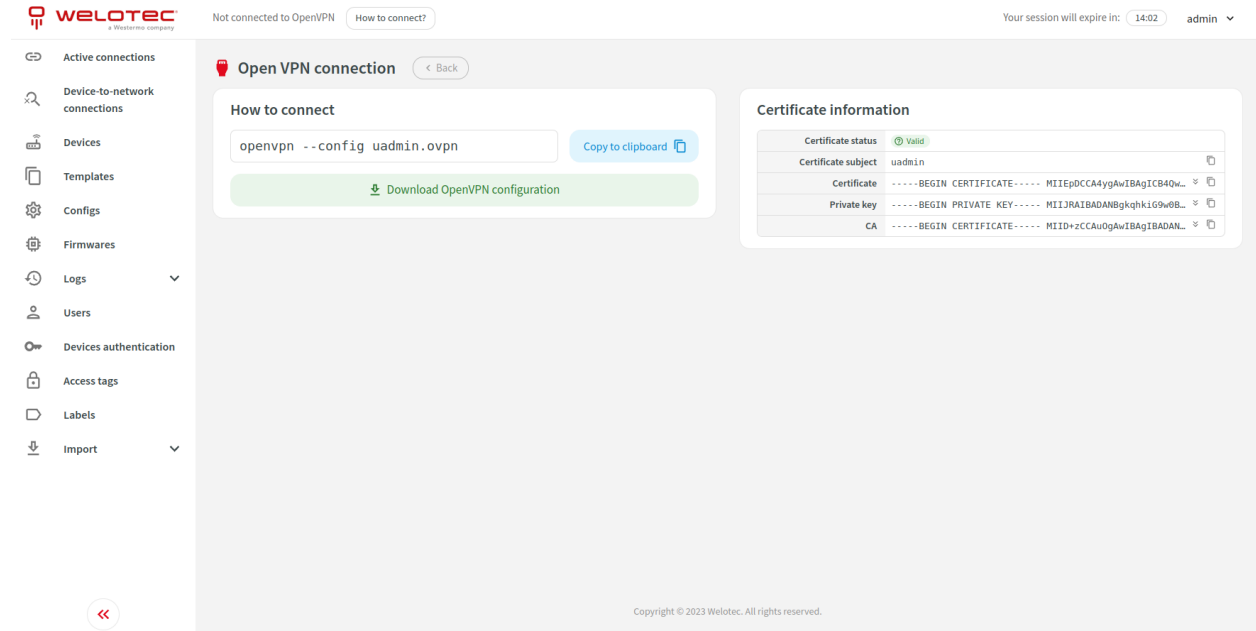 welotec
a Westermo company
Not connected to OpenVPN
How to connect?
Your session will expire in:
14:02
admin
Active connections
Device-to-network
connections
Devices
Templates
Configs
Firmwares
Logs
Users
Devices authentication
Access tags
Labels
Import
Open VPN connection
Back
How to connect
openvpn --config uadmin.ovpn
Copy to clipboard
Download OpenVPN configuration
Certificate information
Certificate status Valid
Certificate subject uadmin
Certificate -----BEGIN CERTIFICATE----- MIIEpDCCA4ygAwIBAgICB4Qw…
Private key -----BEGIN PRIVATE KEY----- MIIJRAIBADANBgkqhkiG9w0B…
CA -----BEGIN CERTIFICATE----- MIID+zCCAuOgAwIBAgIBADAN…
Copyright © 2023 Welotec. All rights reserved.